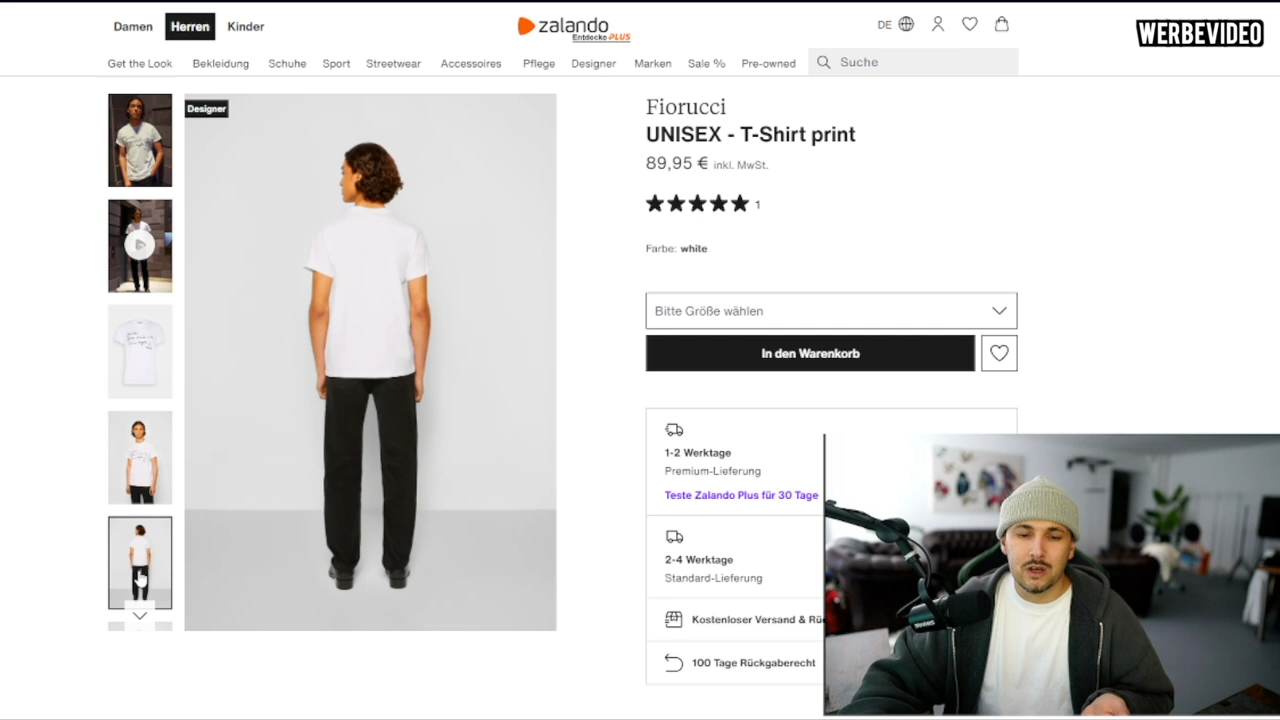 Damen Herren Kinder
zalando
Entdecke PLUS
DE
WERBEVIDEO
Get the Look Bekleidung Schuhe Sport Streetwear Accessoires Pflege Designer Marken Sale % Pre-owned Suche
Designer
Fiorucci
UNISEX - T-Shirt print
89,95 € inkl. MwSt.
1
Farbe: white
Bitte Größe wählen
In den Warenkorb
1-2 Werktage
Premium-Lieferung
Teste Zalando Plus für 30 Tage
2-4 Werktage
Standard-Lieferung
Kostenloser Versand & Rüc
100 Tage Rückgaberecht